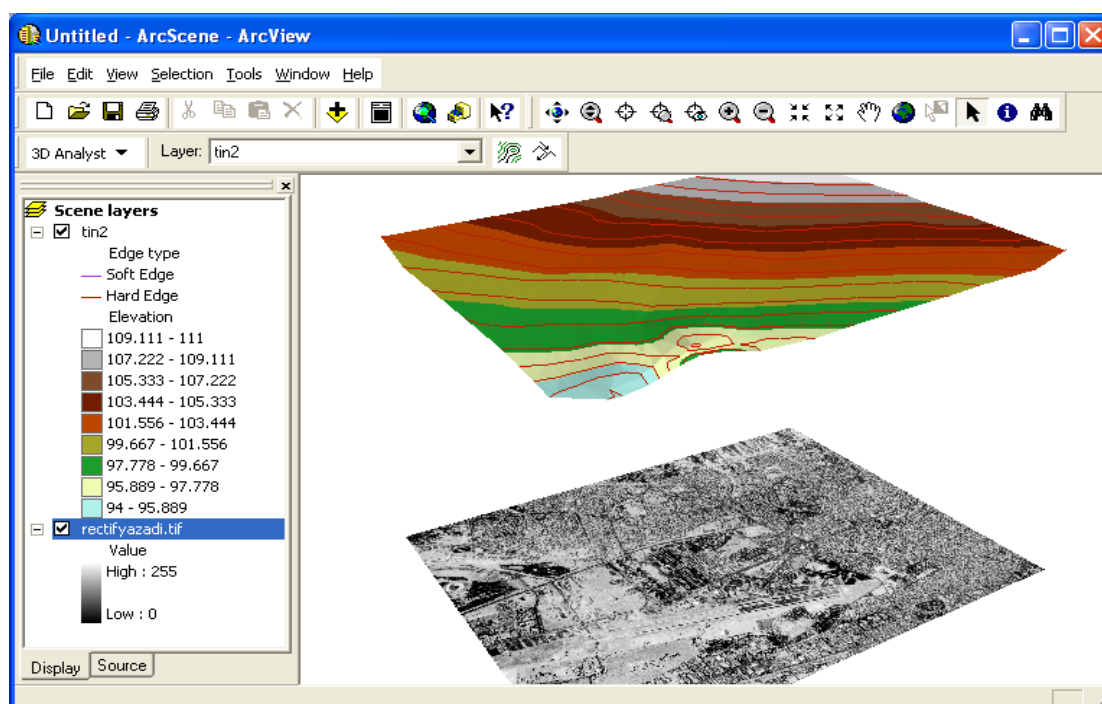 Untitled - ArcScene - ArcView
File Edit View Selection Tools Window Help
3D Analyst Layer: tin2
Scene layers
tin2
Edge type
Soft Edge
Hard Edge
Elevation
109.111 - 111
107.222 - 109.111
105.333 - 107.222
103.444 - 105.333
101.556 - 103.444
99.667 - 101.556
97.778 - 99.667
95.889 - 97.778
94 - 95.889
rectifyazadi.tif
Value
High : 255
Low : 0
Display Source